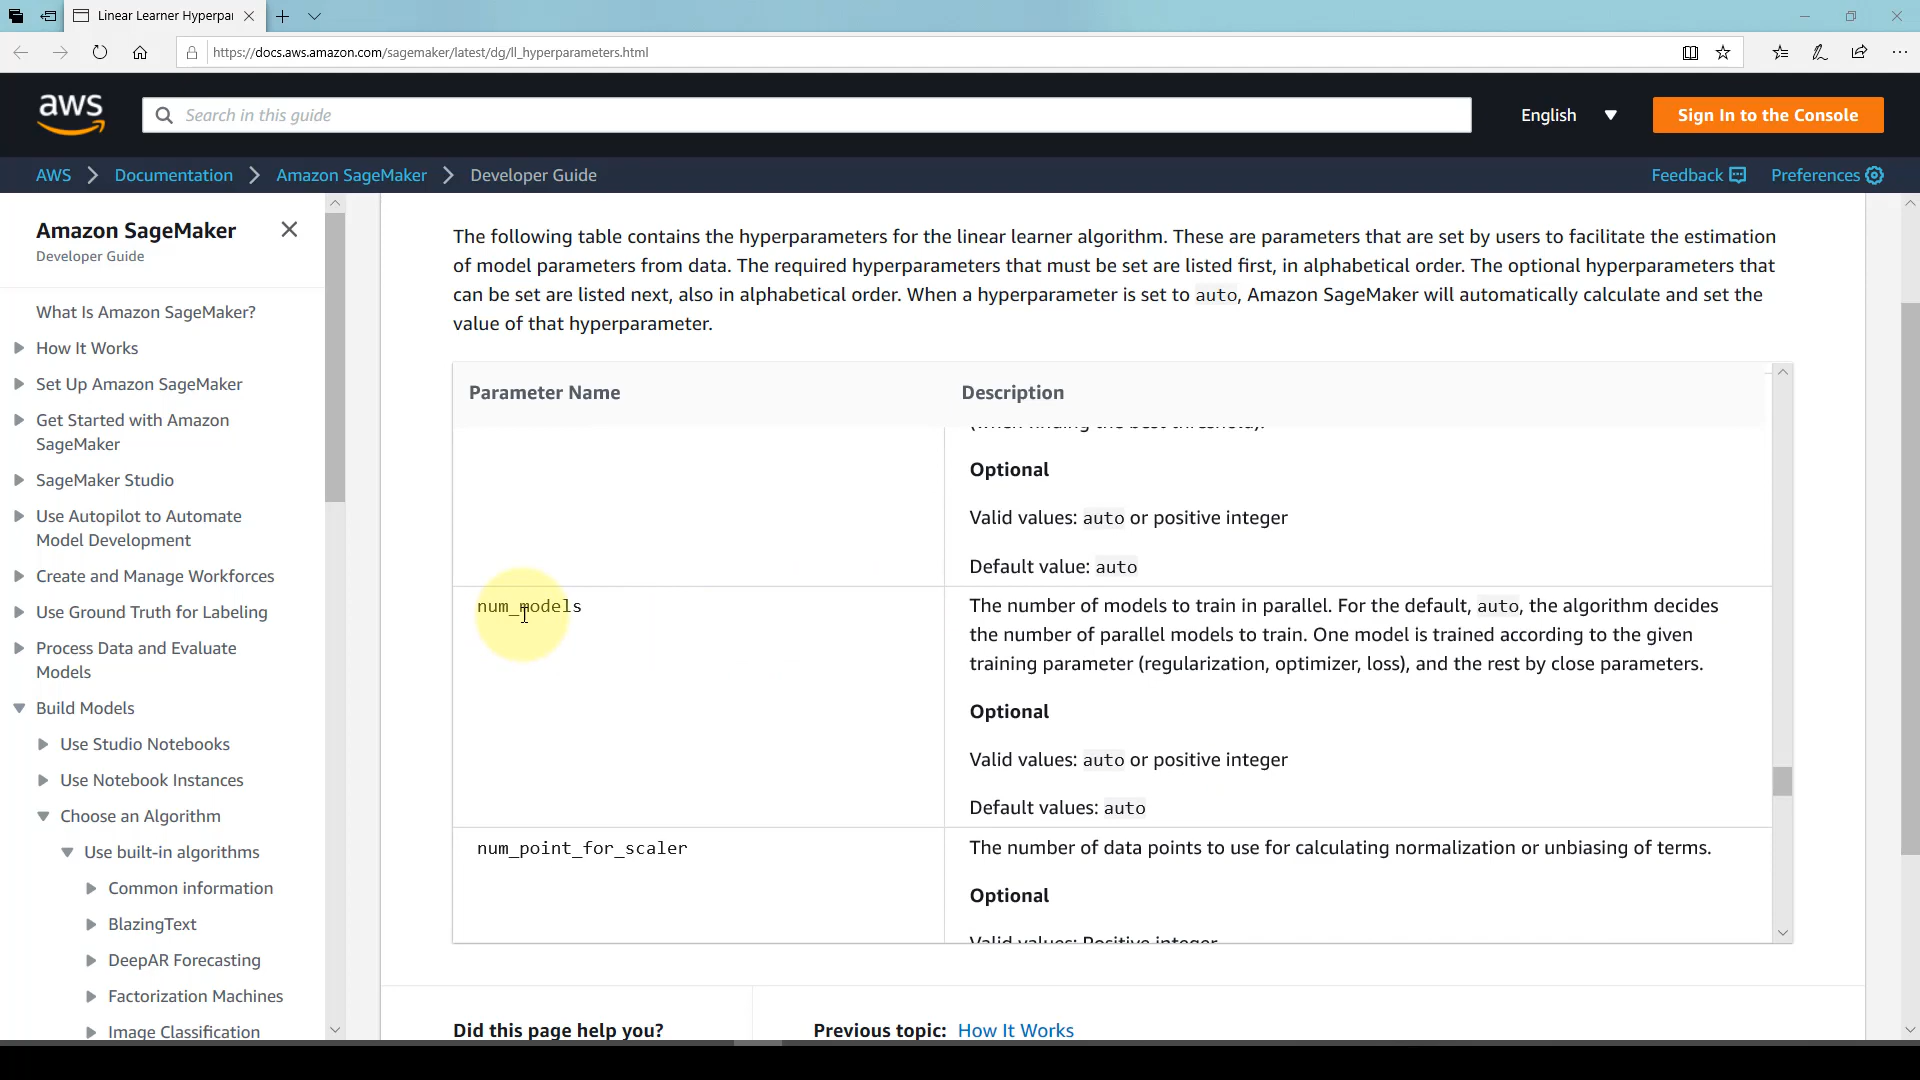 Linear Learner Hyperpar
https://docs.aws.amazon.com/sagemaker/latest/dg/ll_hyperparameters.html
aws
Search in this guide
English
Sign In to the Console
AWS
Documentation
Amazon SageMaker
Developer Guide
Feedback
Preferences
Amazon SageMaker
Developer Guide
What Is Amazon SageMaker?
How It Works
Set Up Amazon SageMaker
Get Started with Amazon
SageMaker
SageMaker Studio
Use Autopilot to Automate
Model Development
Create and Manage Workforces
Use Ground Truth for Labeling
Process Data and Evaluate
Models
Build Models
Use Studio Notebooks
Use Notebook Instances
Choose an Algorithm
Use built-in algorithms
Common information
BlazingText
DeepAR Forecasting
Factorization Machines
Image Classification
The following table contains the hyperparameters for the linear learner algorithm. These are parameters that are set by users to facilitate the estimation
of model parameters from data. The required hyperparameters that must be set are listed first, in alphabetical order. The optional hyperparameters that
can be set are listed next, also in alphabetical order. When a hyperparameter is set to auto, Amazon SageMaker will automatically calculate and set the
value of that hyperparameter.
Parameter Name
Description
(when finding the best threshold).
Optional
Valid values: auto or positive integer
Default value: auto
num_models
The number of models to train in parallel. For the default, auto, the algorithm decides
the number of parallel models to train. One model is trained according to the given
training parameter (regularization, optimizer, loss), and the rest by close parameters.
Optional
Valid values: auto or positive integer
Default values: auto
num_point_for_scaler
The number of data points to use for calculating normalization or unbiasing of terms.
Optional
Valid values: Positive integer
Did this page help you?
Previous topic: How It Works